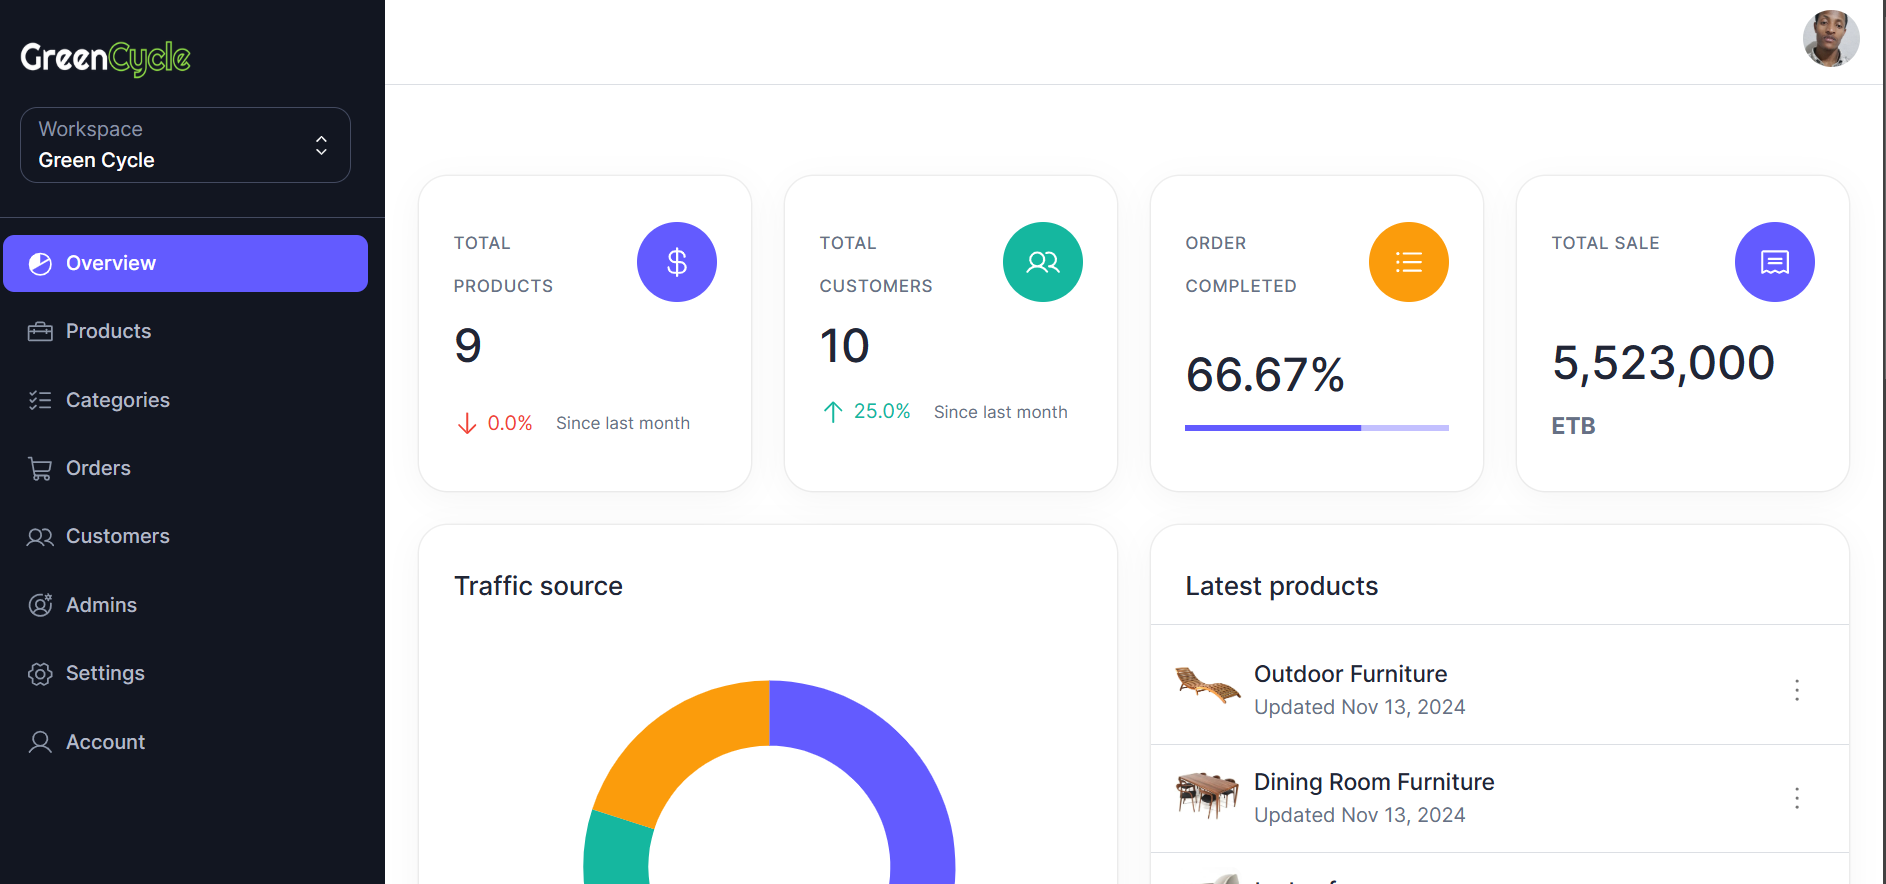 GreenCycle
Workspace
Green Cycle
Overview
Products
Categories
Orders
Customers
Admins
Settings
Account
TOTAL
PRODUCTS
$
9
0.0% Since last month
TOTAL
CUSTOMERS
10
25.0% Since last month
ORDER
COMPLETED
66.67%
TOTAL SALE
5,523,000
ETB
Traffic source
Latest products
Outdoor Furniture
Updated Nov 13, 2024
Dining Room Furniture
Updated Nov 13, 2024